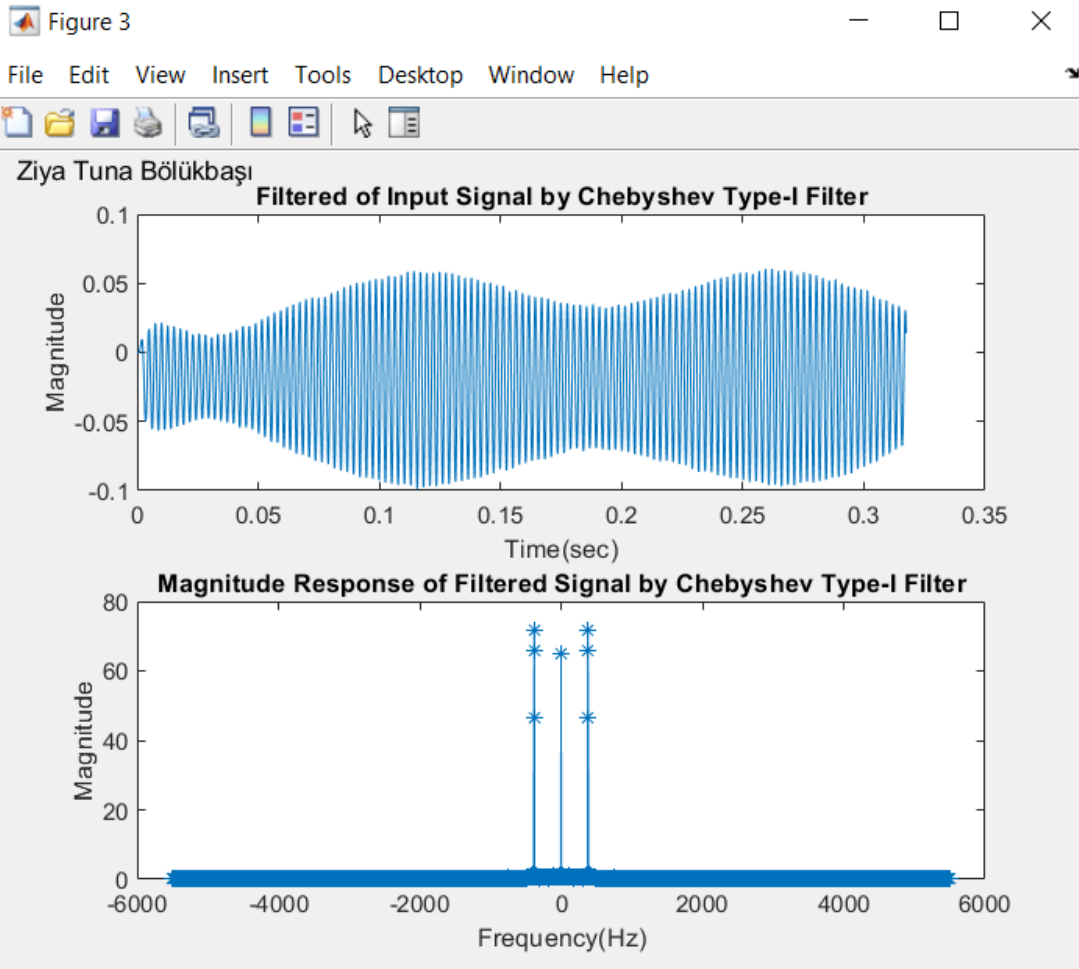 Figure 3
File Edit View Insert Tools Desktop Window Help
Ziya Tuna Bölükbaşı
Filtered of Input Signal by Chebyshev Type-I Filter
0.1
0.05
0
-0.05
-0.1
Magnitude
0 0.05 0.1 0.15 0.2 0.25 0.3 0.35
Time(sec)
Magnitude Response of Filtered Signal by Chebyshev Type-I Filter
80
60
40
20
0
Magnitude
-6000 -4000 -2000 0 2000 4000 6000
Frequency(Hz)